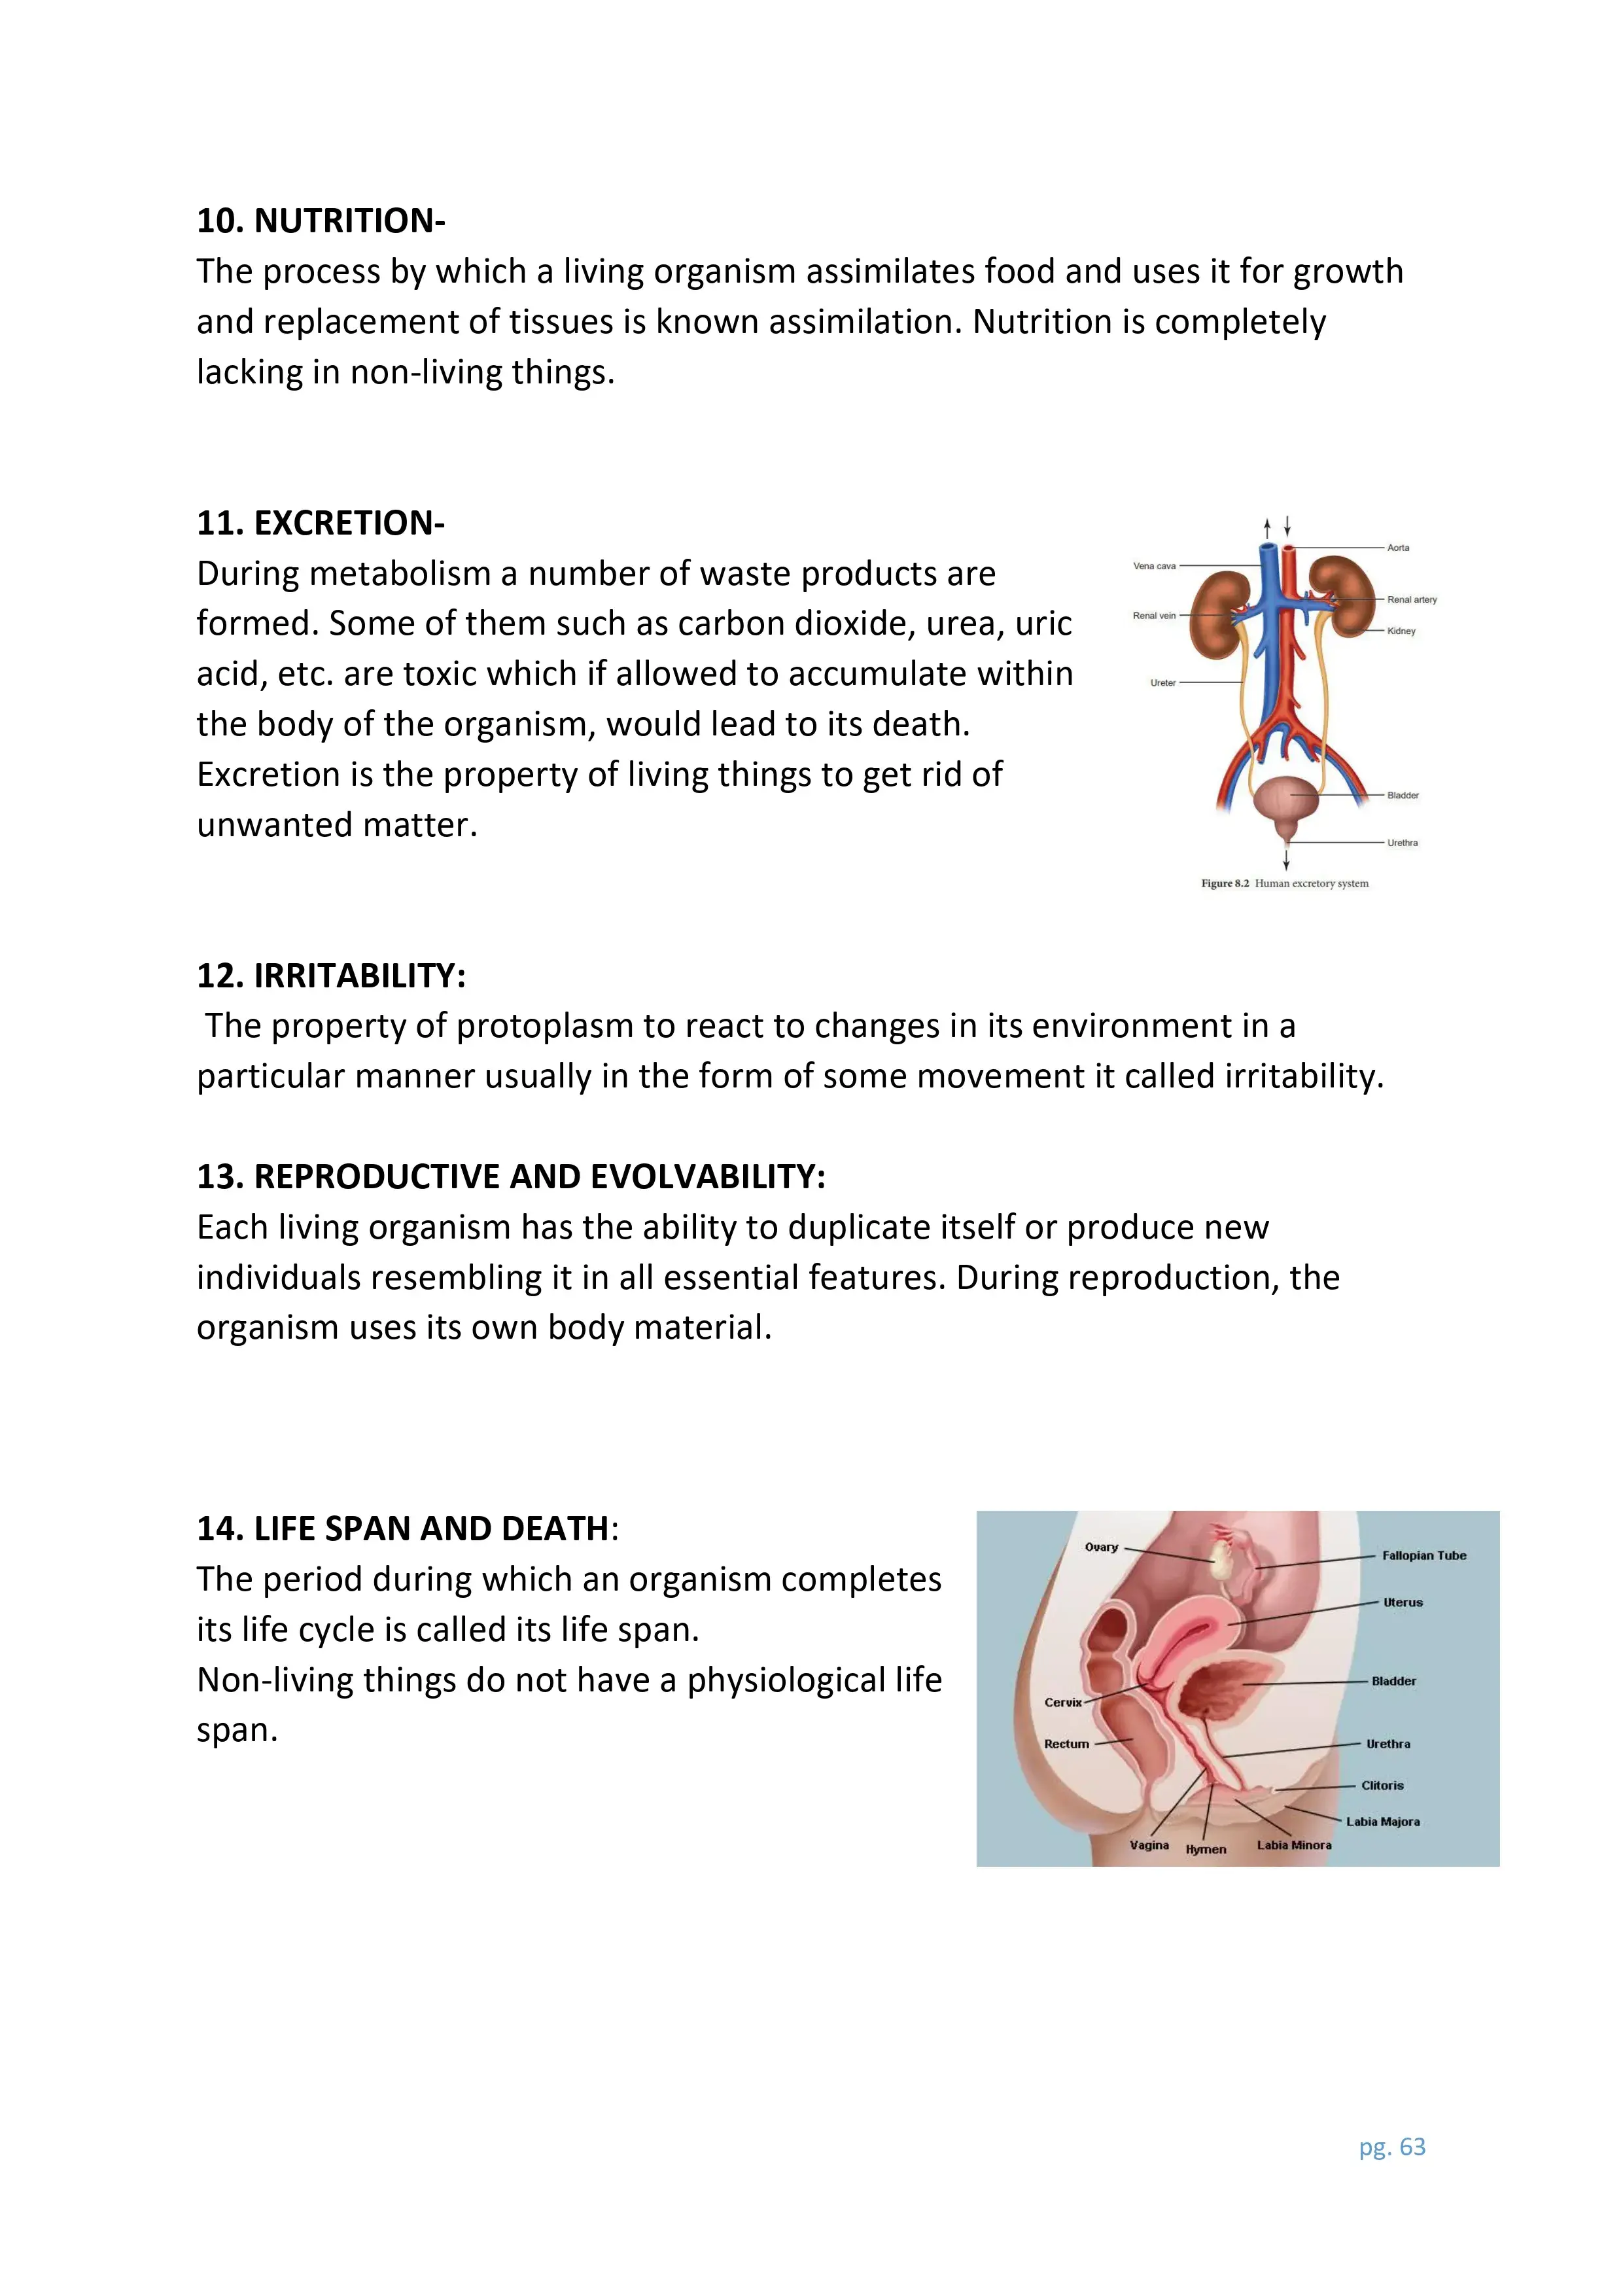 10. NUTRITION-
The process by which a living organism assimilates food and uses it for growth
and replacement of tissues is known assimilation. Nutrition is completely
lacking in non-living things.
11. EXCRETION-
During metabolism a number of waste products are
formed. Some of them such as carbon dioxide, urea, uric
acid, etc. are toxic which if allowed to accumulate within
the body of the organism, would lead to its death.
Excretion is the property of living things to get rid of
unwanted matter.
Aorta
Vena cava
Renal artery
Renal vein
Kidney
Ureter
Bladder
Urethra
Figure 8.2 Human excretory system
12. IRRITABILITY:
The property of protoplasm to react to changes in its environment in a
particular manner usually in the form of some movement it called irritability.
13. REPRODUCTIVE AND EVOLVABILITY:
Each living organism has the ability to duplicate itself or produce new
individuals resembling it in all essential features. During reproduction, the
organism uses its own body material.
14. LIFE SPAN AND DEATH:
The period during which an organism completes
its life cycle is called its life span.
Non-living things do not have a physiological life
span.
Ovary
Fallopian Tube
Uterus
Bladder
Cervix
Rectum
Urethra
Clitoris
Labia Majora
Vagina
Hymen
Labia Minora
pg. 63